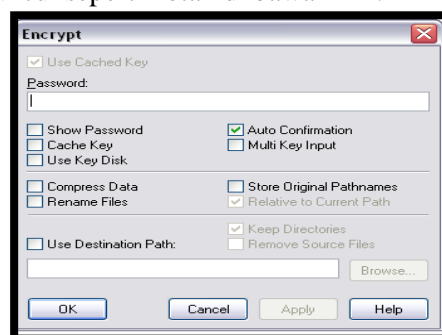 Encrypt
Use Cached Key
Password:
Show Password
Auto Confirmation
Cache Key
Multi Key Input
Use Key Disk
Compress Data
Store Original Pathnames
Rename Files
Relative to Current Path
Keep Directories
Use Destination Path:
Remove Source Files
Browse...
OK
Cancel
Apply
Help